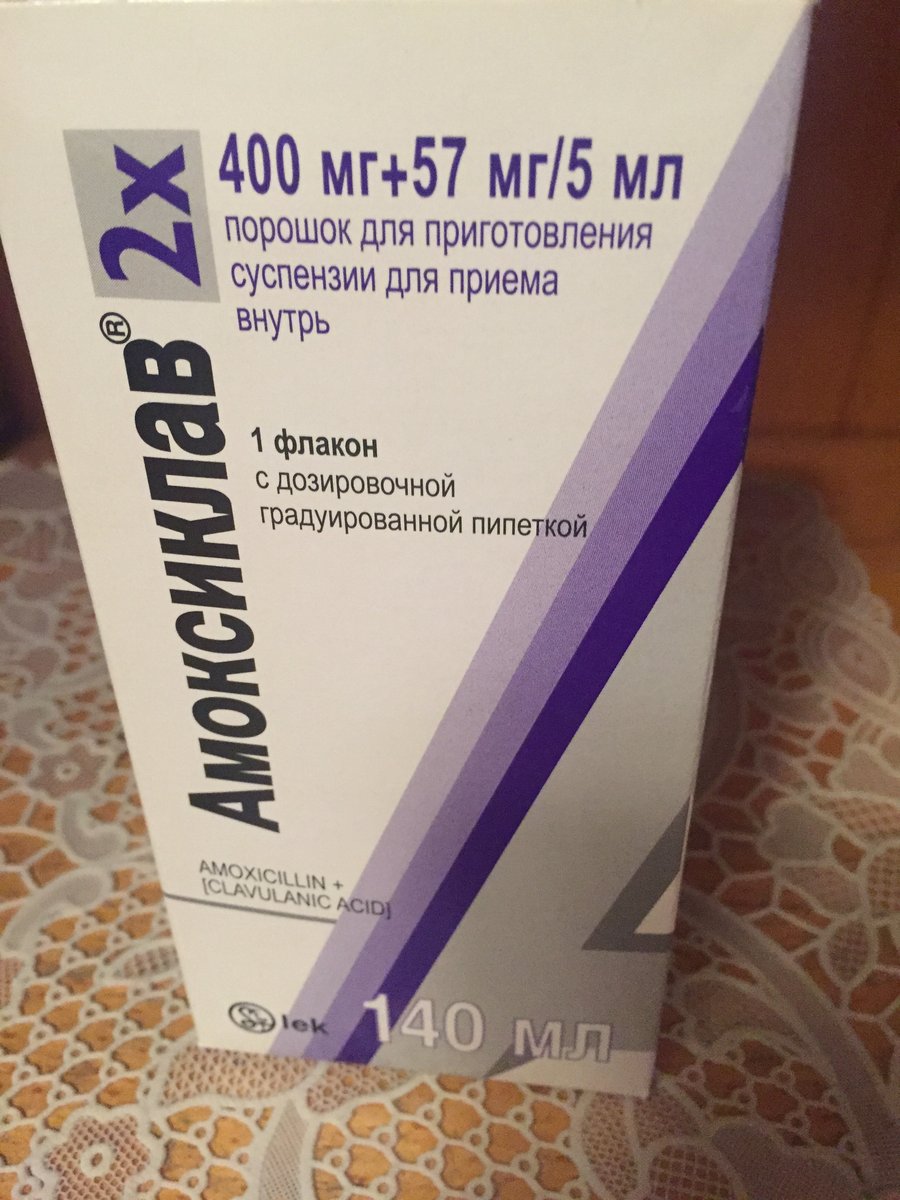 Амоксиклав® 2x
400 мг+57 мг/5 мл
порошок для приготовления
суспензии для приема
внутрь
1 флакон
с дозировочной
градуированной пипеткой
AMOXICILLIN +
[CLAVULANIC ACID]
lek
140 мл